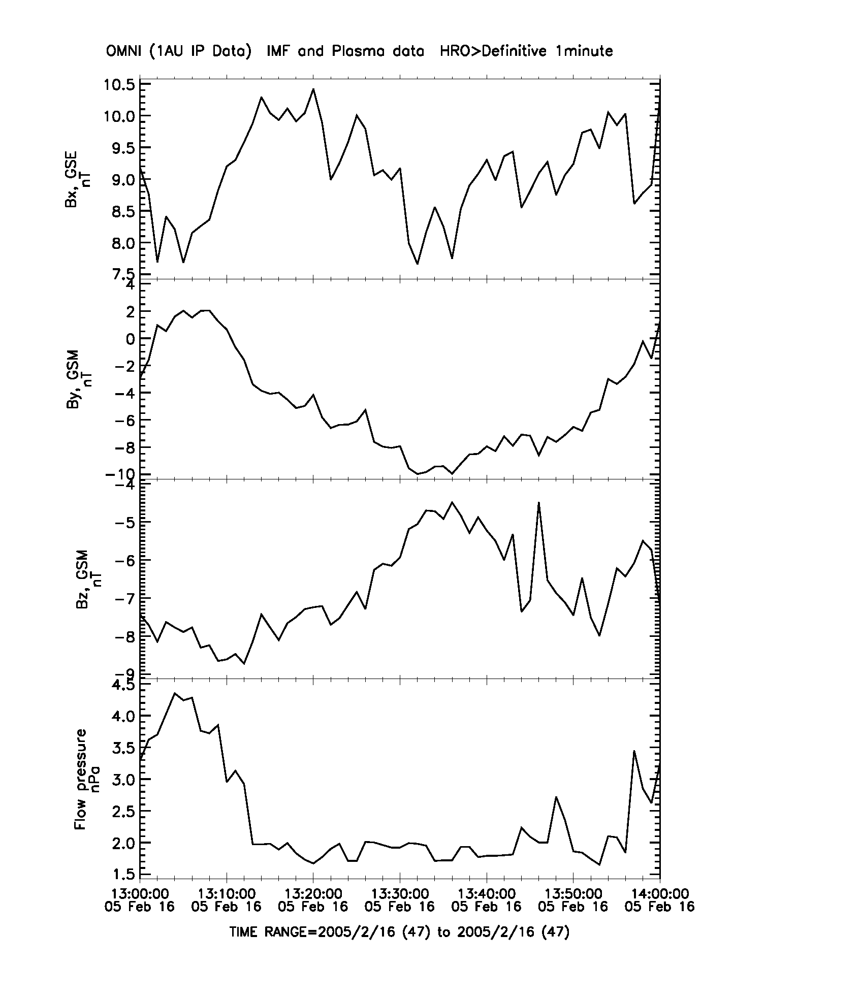 OMNI (1AU IP Data)  IMF and Plasma data  HRO>Definitive 1minute
10.5
10.0
9.5
9.0
8.5
8.0
7.5
Bx, GSE
nT
4
2
0
−2
−4
−6
−8
−10
By, GSM
nT
−4
−5
−6
−7
−8
−9
Bz, GSM
nT
4.5
4.0
3.5
3.0
2.5
2.0
1.5
Flow pressure
nPa
13:00:00 13:10:00 13:20:00 13:30:00 13:40:00 13:50:00 14:00:00
05 Feb 16 05 Feb 16 05 Feb 16 05 Feb 16 05 Feb 16 05 Feb 16 05 Feb 16
TIME RANGE=2005/2/16 (47) to 2005/2/16 (47)